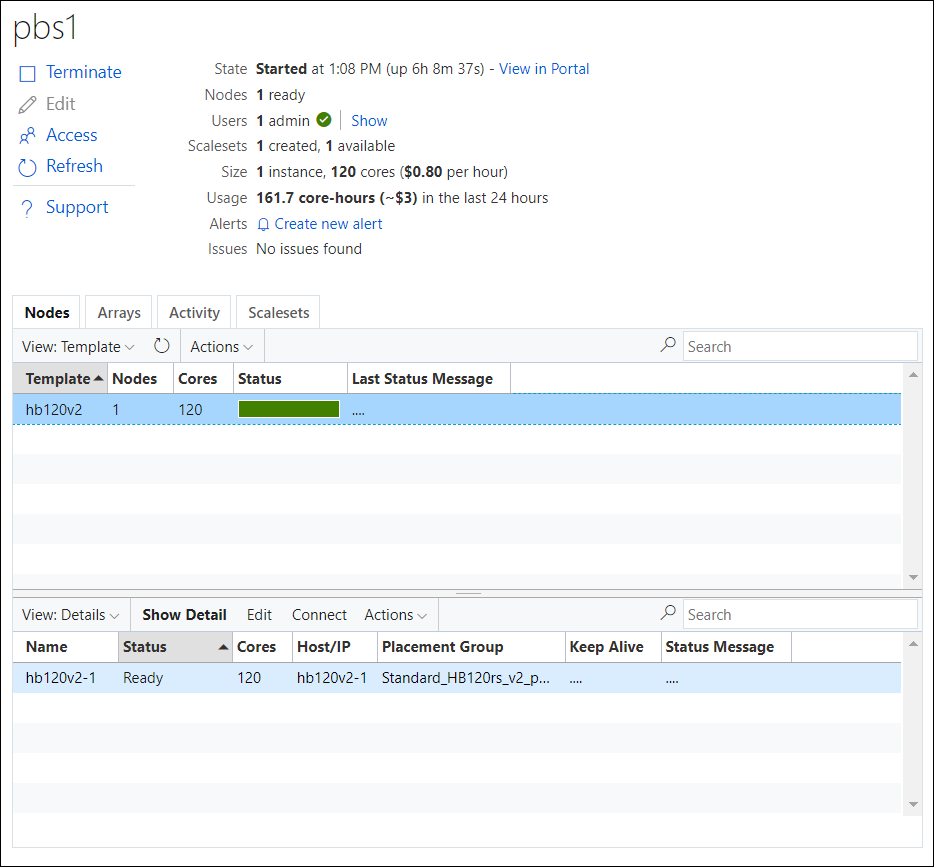 pbs1
Terminate
Edit
Access
Refresh
? Support
State Started at 1:08 PM (up 6h 8m 37s) - View in Portal
Nodes 1 ready
Users 1 admin Show
Scalesets 1 created, 1 available
Size 1 instance, 120 cores ($0.80 per hour)
Usage 161.7 core-hours (~$3) in the last 24 hours
Alerts Create new alert
Issues No issues found
Nodes Arrays Activity Scalesets
View: Template Actions Search
Template Nodes Cores Status Last Status Message
hb120v2 1 120 ....
View: Details Show Detail Edit Connect Actions Search
Name Status Cores Host/IP Placement Group Keep Alive Status Message
hb120v2-1 Ready 120 hb120v2-1 Standard_HB120rs_v2_p... .... ....